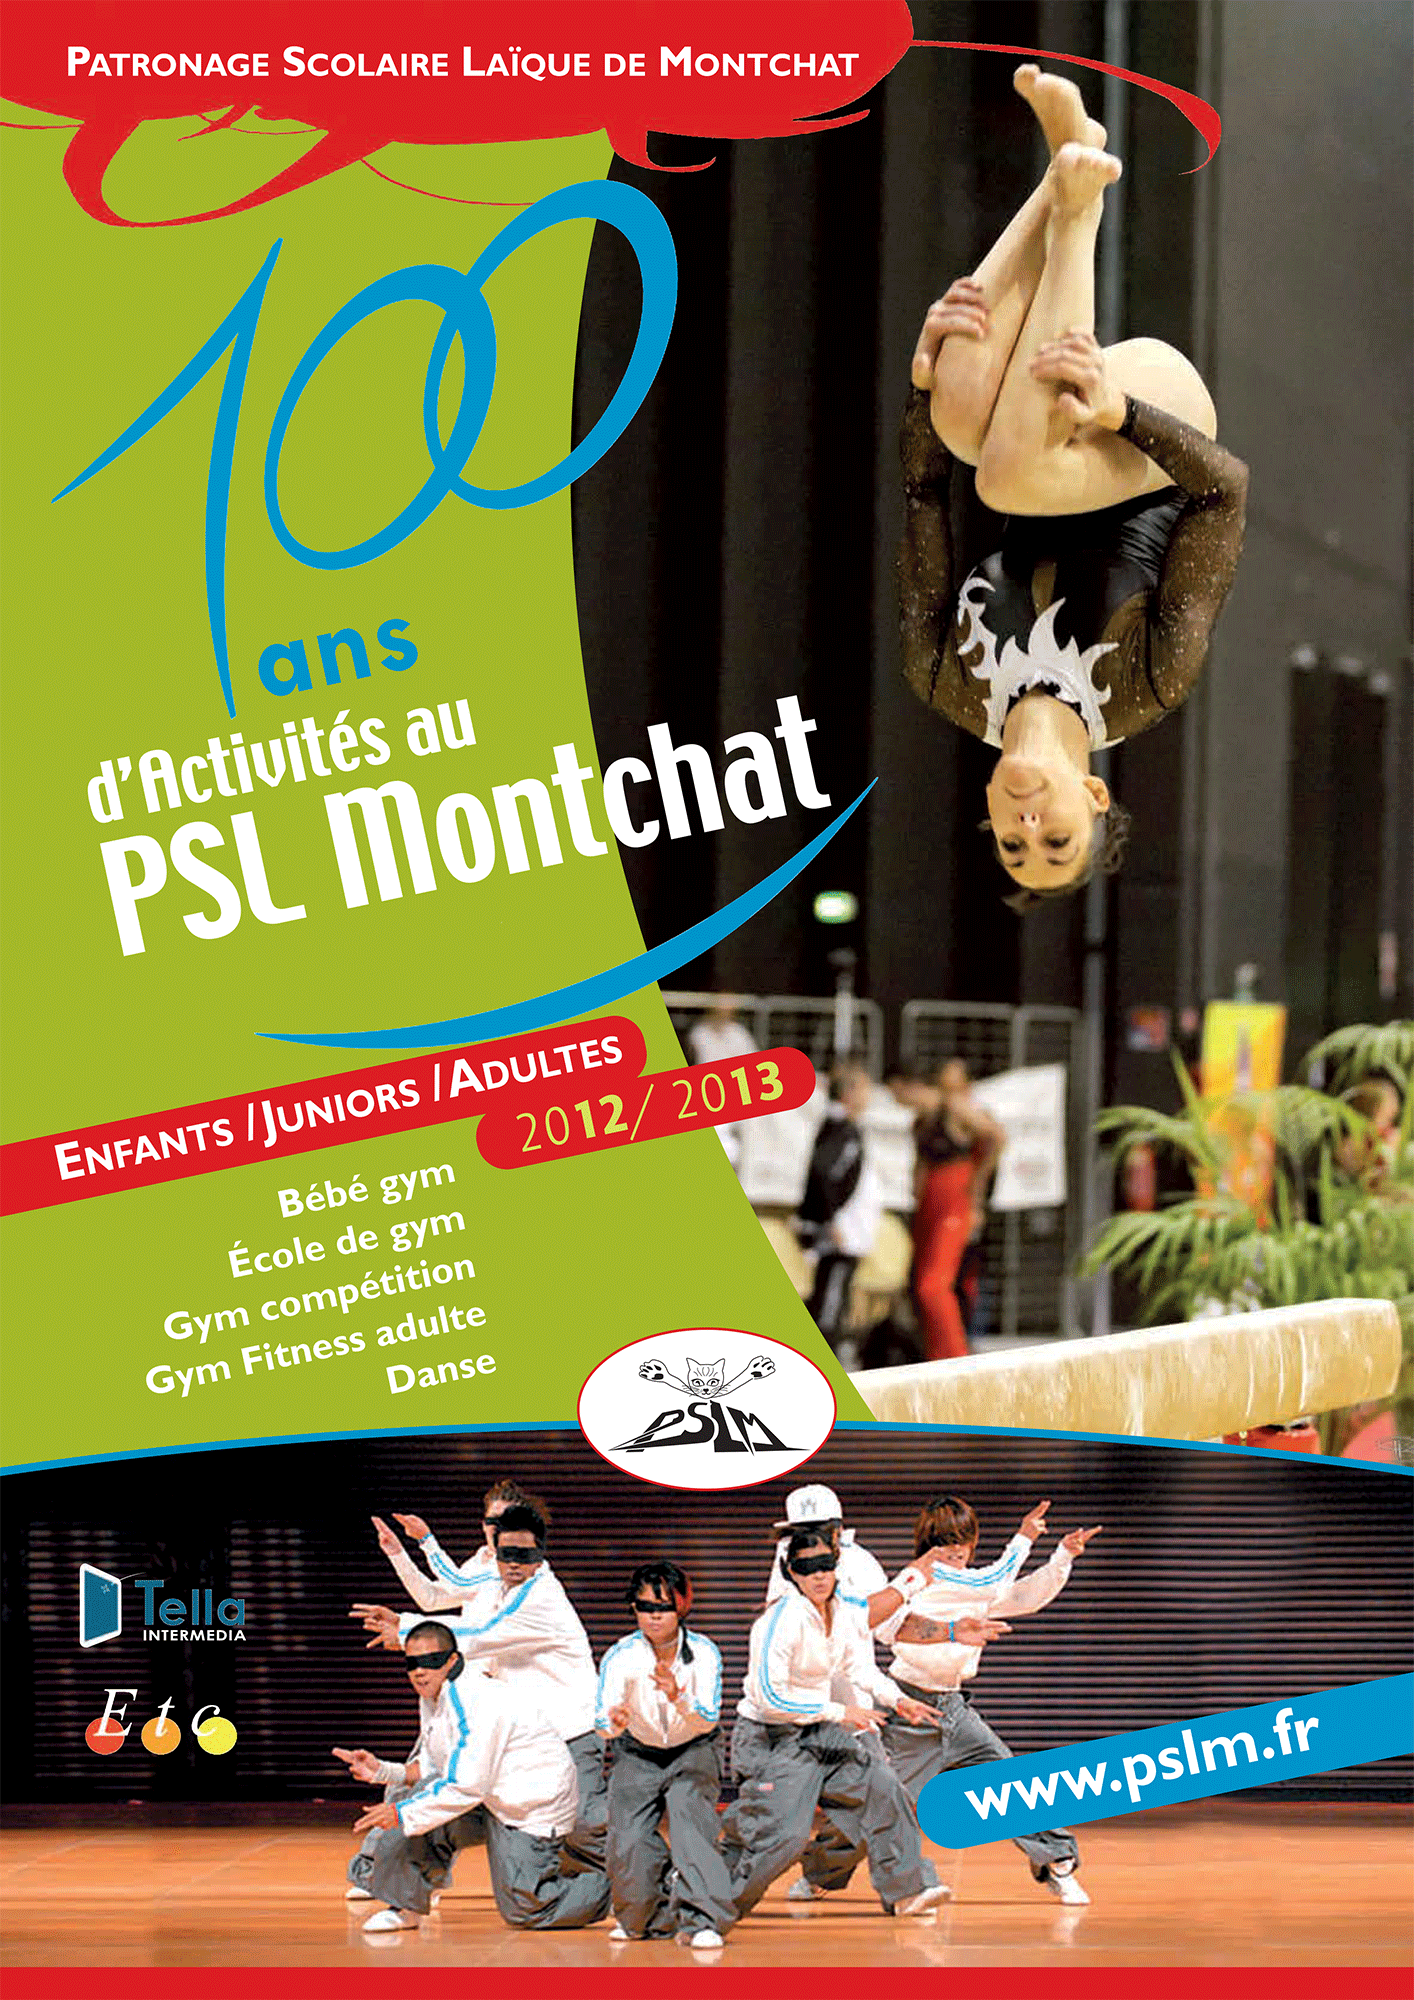 PATRONAGE SCOLAIRE LAÏQUE DE MONTCHAT
100
ans
d'Activités au
PSL Montchat
ENFANTS /JUNIORS /ADULTES
2012/ 2013
Bébé gym
École de gym
Gym compétition
Gym Fitness adulte
Danse
PSLM
Tella
INTERMEDIA
Etc
www.pslm.fr